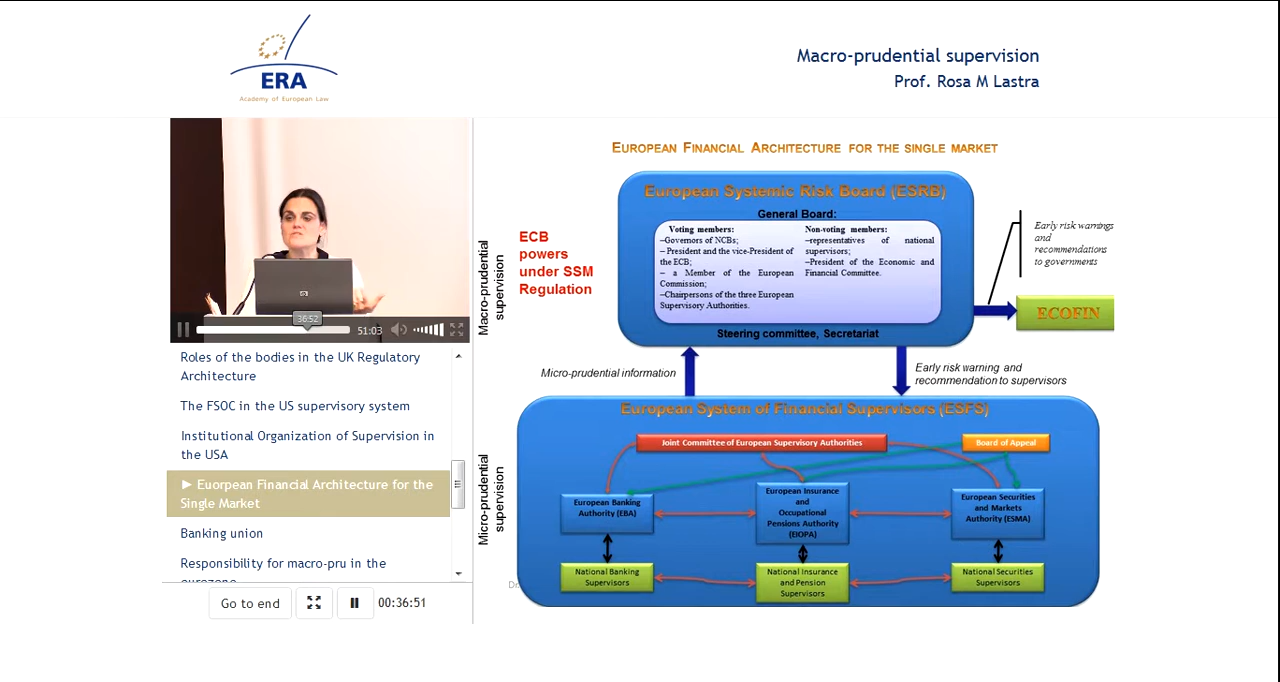 ERA
Academy of European Law
Macro-prudential supervision
Prof. Rosa M Lastra
36:52
51:03
Roles of the bodies in the UK Regulatory
Architecture
The FSOC in the US supervisory system
Institutional Organization of Supervision in
the USA
► Euorpean Financial Architecture for the
Single Market
Banking union
Responsibility for macro-pru in the
eurozone
Go to end
00:36:51
EUROPEAN FINANCIAL ARCHITECTURE FOR THE SINGLE MARKET
Macro-prudential
supervision
ECB
powers
under SSM
Regulation
European Systemic Risk Board (ESRB)
General Board:
Voting members:
–Governors of NCBs;
–President and the vice-President of
the ECB;
– a Member of the European
Commission;
–Chairpersons of the three European
Supervisory Authorities.
Non-voting members:
–representatives of national
supervisors;
–President of the Economic and
Financial Committee.
Steering committee, Secretariat
Early risk warnings
and
recommendations
to governments
ECOFIN
Micro-prudential information
Early risk warning and
recommendation to supervisors
Micro-prudential
supervision
European System of Financial Supervisors (ESFS)
Joint Committee of European Supervisory Authorities
Board of Appeal
European Banking
Authority (EBA)
European Insurance
and
Occupational
Pensions Authority
(EIOPA)
European Securities
and Markets
Authority (ESMA)
National Banking
Supervisors
National Insurance
and Pension
Supervisors
National Securities
Supervisors